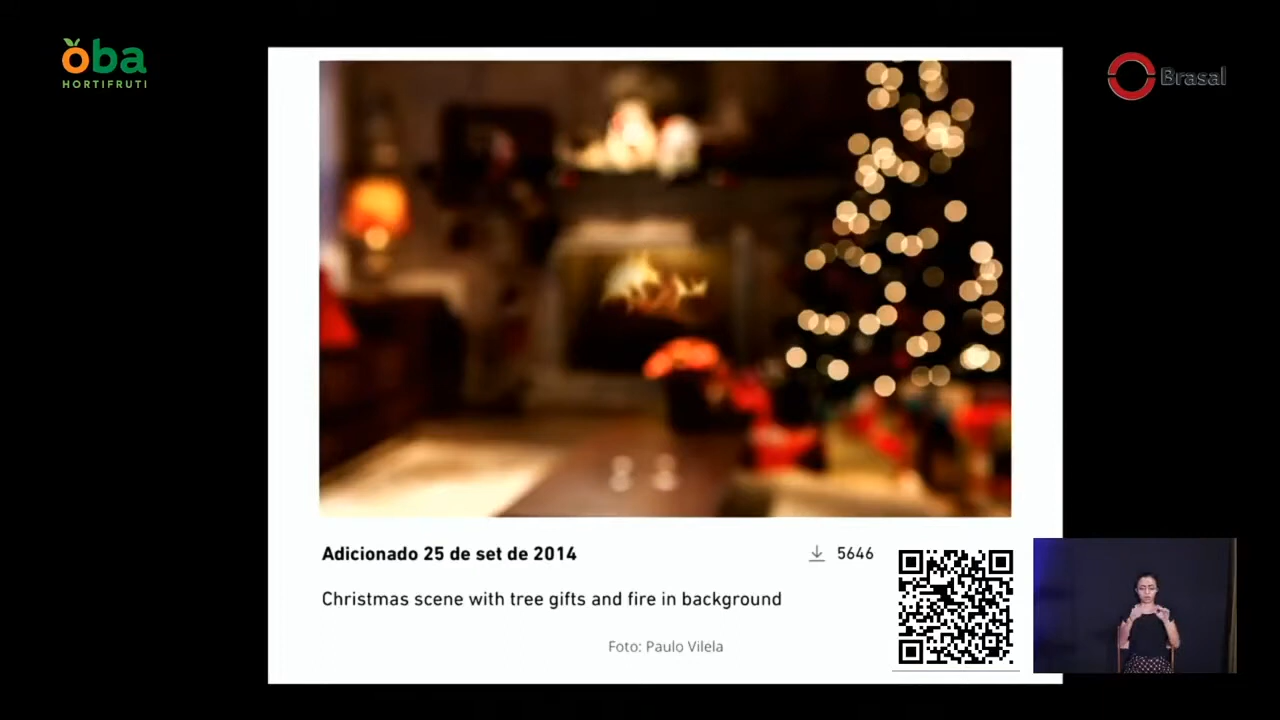 öba
HORTIFRUTI
Brasal
Adicionado 25 de set de 2014
5646
Christmas scene with tree gifts and fire in background
Foto: Paulo Vilela